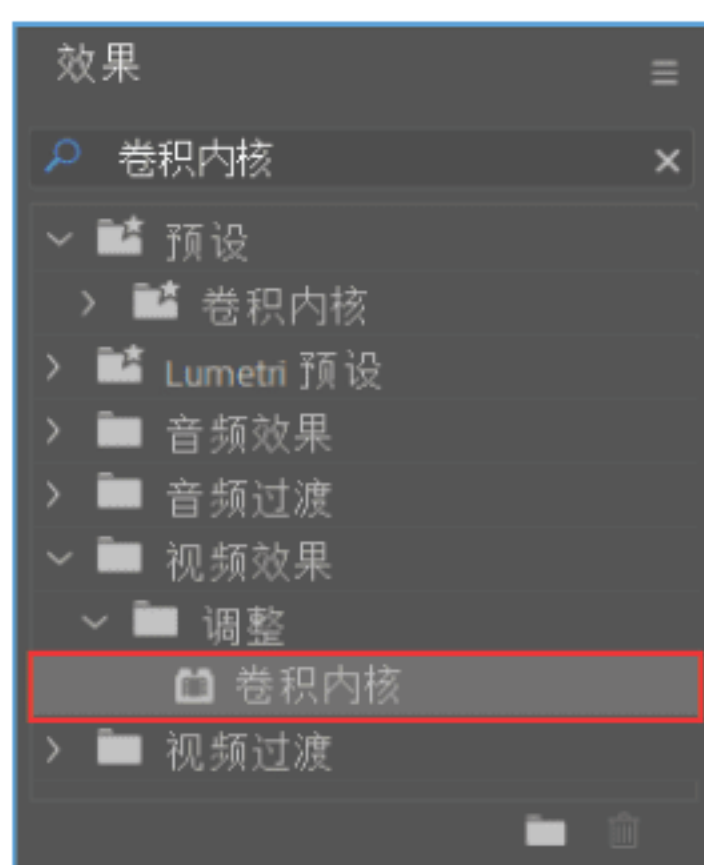 效果
卷积内核
预设
卷积内核
Lumetri 预设
音频效果
音频过渡
视频效果
调整
卷积内核
视频过渡